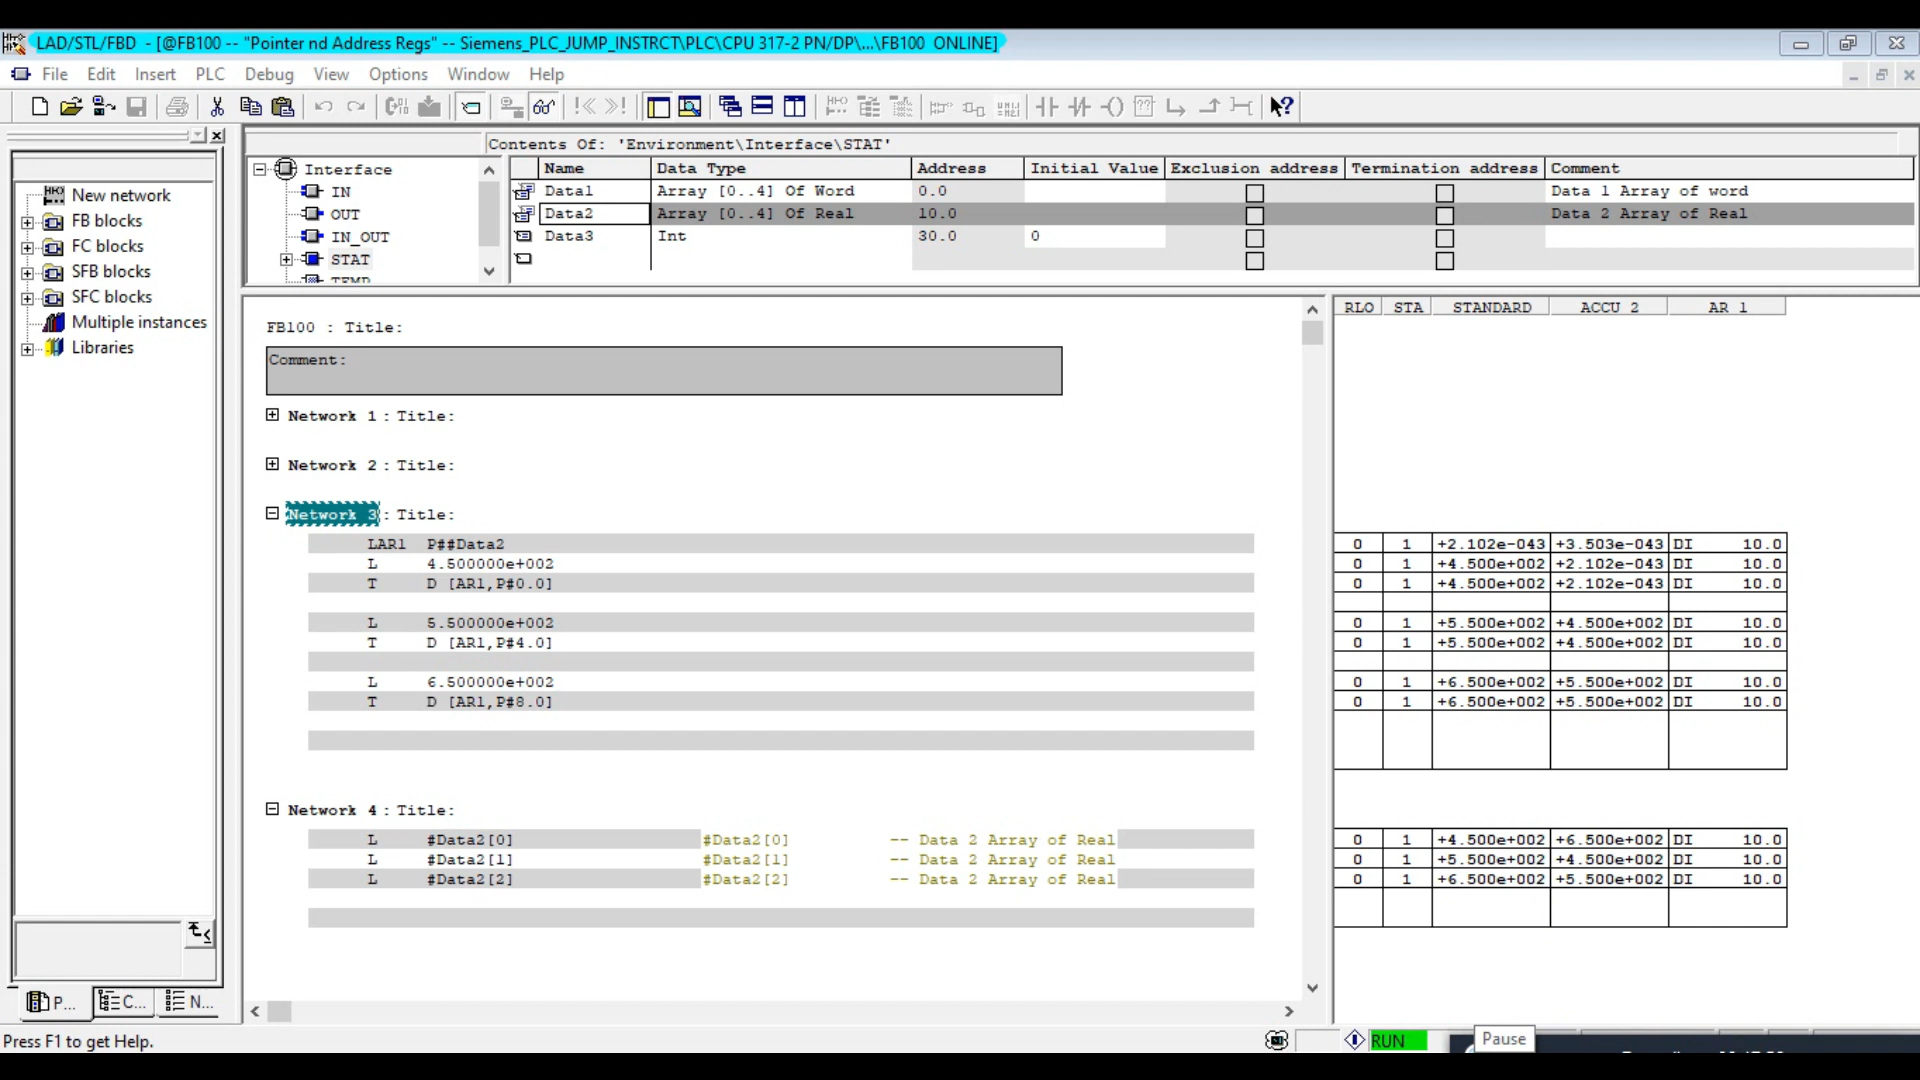 LAD/STL/FBD - [@FB100 -- "Pointer nd Address Regs" -- Siemens_PLC_JUMP_INSTRCT\PLC\CPU 317-2 PN/DP\...\FB100 ONLINE]
File Edit Insert PLC Debug View Options Window Help
New network
FB blocks
FC blocks
SFB blocks
SFC blocks
Multiple instances
Libraries
P... C... N...
Interface
IN
OUT
IN_OUT
STAT
TEMP
Contents Of: 'Environment\Interface\STAT'
Name Data Type Address Initial Value Exclusion address Termination address Comment
Data1 Array [0..4] Of Word 0.0 Data 1 Array of word
Data2 Array [0..4] Of Real 10.0 Data 2 Array of Real
Data3 Int 30.0 0
RLO STA STANDARD ACCU 2 AR 1
FB100 : Title:
Comment:
Network 1 : Title:
Network 2 : Title:
Network 3 : Title:
LAR1 P##Data2 0 1 +2.102e-043 +3.503e-043 DI 10.0
L 4.500000e+002 0 1 +4.500e+002 +2.102e-043 DI 10.0
T D [AR1,P#0.0] 0 1 +4.500e+002 +2.102e-043 DI 10.0
L 5.500000e+002 0 1 +5.500e+002 +4.500e+002 DI 10.0
T D [AR1,P#4.0] 0 1 +5.500e+002 +4.500e+002 DI 10.0
L 6.500000e+002 0 1 +6.500e+002 +5.500e+002 DI 10.0
T D [AR1,P#8.0] 0 1 +6.500e+002 +5.500e+002 DI 10.0
Network 4 : Title:
L #Data2[0] #Data2[0] -- Data 2 Array of Real 0 1 +4.500e+002 +6.500e+002 DI 10.0
L #Data2[1] #Data2[1] -- Data 2 Array of Real 0 1 +5.500e+002 +4.500e+002 DI 10.0
L #Data2[2] #Data2[2] -- Data 2 Array of Real 0 1 +6.500e+002 +5.500e+002 DI 10.0
Press F1 to get Help.
RUN
Pause